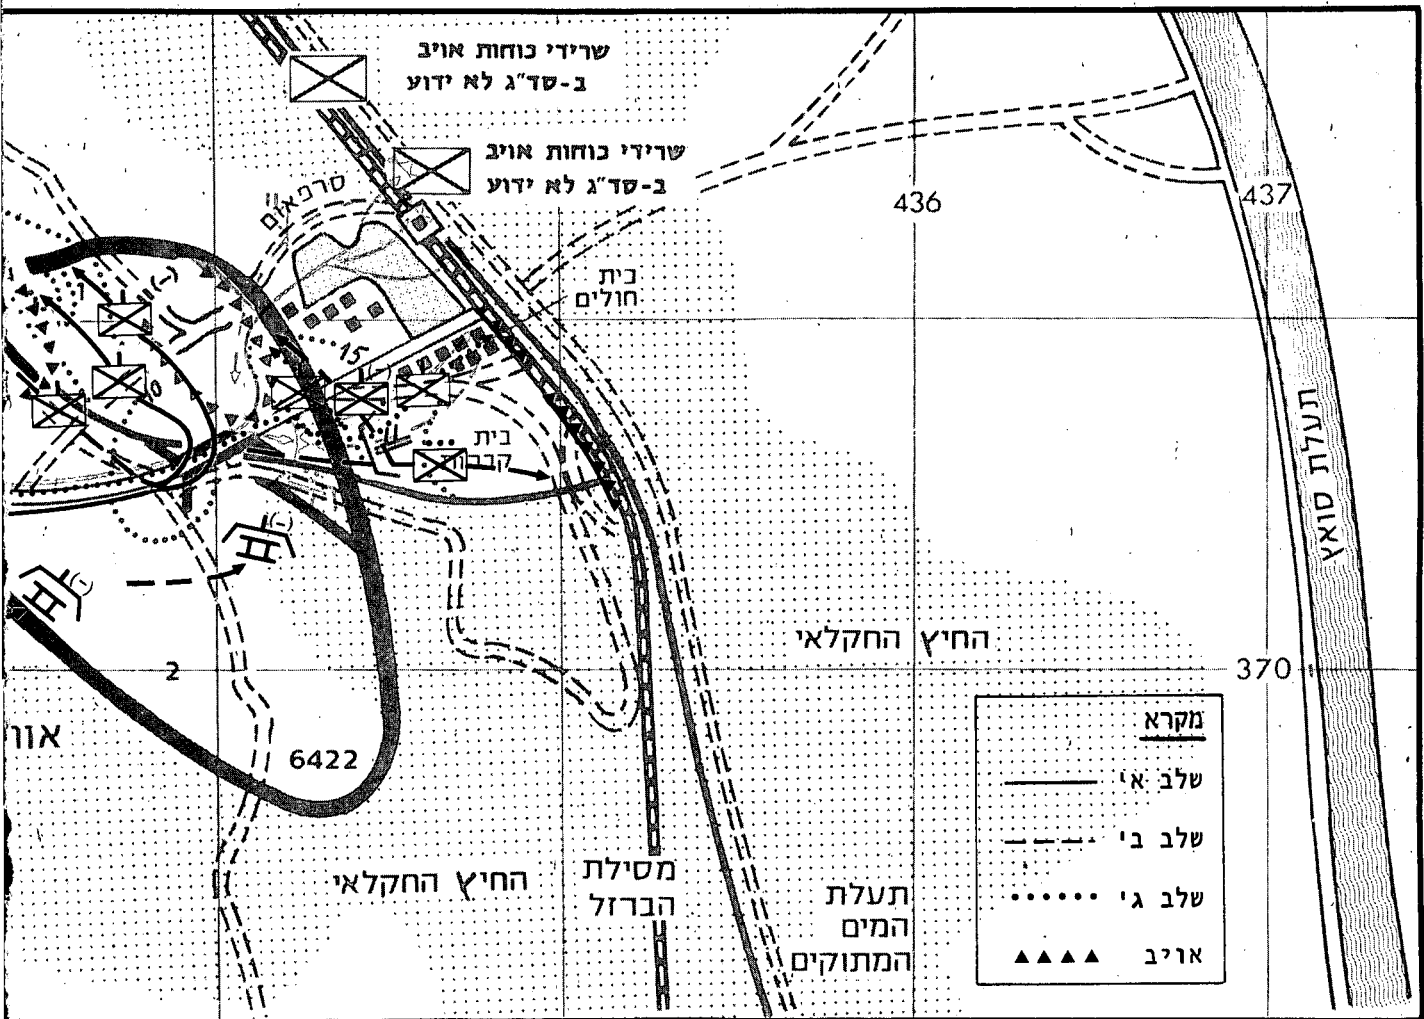 שרידי כוחות אויב
ב-סד"ג לא ידוע
שרידי כוחות אויב
ב-סד"ג לא ידוע
סרפאום
436
437
בית
חולים
15
(-)
(-)
בית
(-)
(-)
תעלת סואץ
החיץ החקלאי
370
2
6422
מקרא
שלב א'
שלב ב'
שלב ג'
אויב
החיץ החקלאי
מסילת
הברזל
תעלת
המים
המתוקים